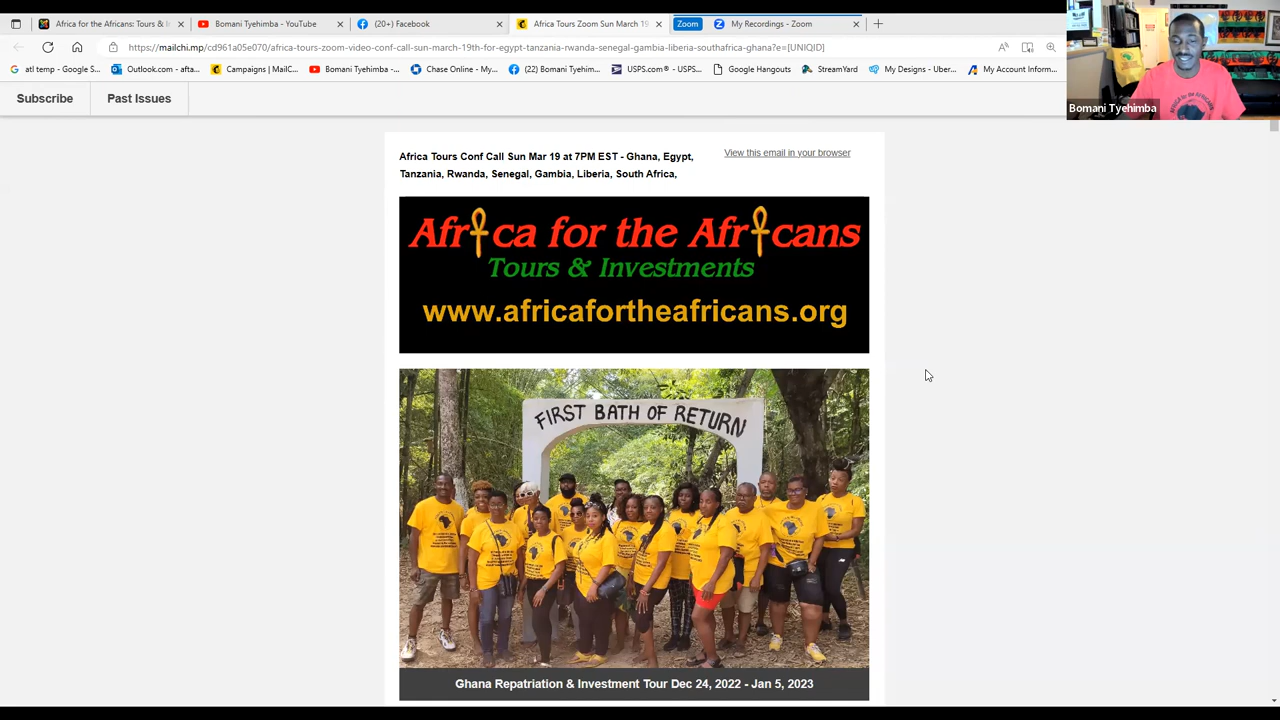 Africa for the Africans: Tours & I
Bomani Tyehimba - YouTube
(20+) Facebook
Africa Tours Zoom Sun March 19
Zoom
My Recordings - Zoom
https://mailchi.mp/cd961a05e070/africa-tours-zoom-video-conf-call-sun-march-19th-for-egypt-tanzania-rwanda-senegal-gambia-liberia-southafrica-ghana?e=[UNIQID]
atl temp - Google S...
Outlook.com - afta...
Campaigns | MailC...
Bomani Tyehimba -...
Chase Online - My...
USPS.com® - USPS...
Google Hangouts
StreamYard
My Designs - Uber...
My Account Inform...
Bomani Tyehimba
Subscribe
Past Issues
Africa Tours Conf Call Sun Mar 19 at 7PM EST - Ghana, Egypt,
Tanzania, Rwanda, Senegal, Gambia, Liberia, South Africa,
View this email in your browser
Africa for the Africans
Tours & Investments
www.africafortheafricans.org
FIRST BATH OF RETURN
Ghana Repatriation & Investment Tour Dec 24, 2022 - Jan 5, 2023